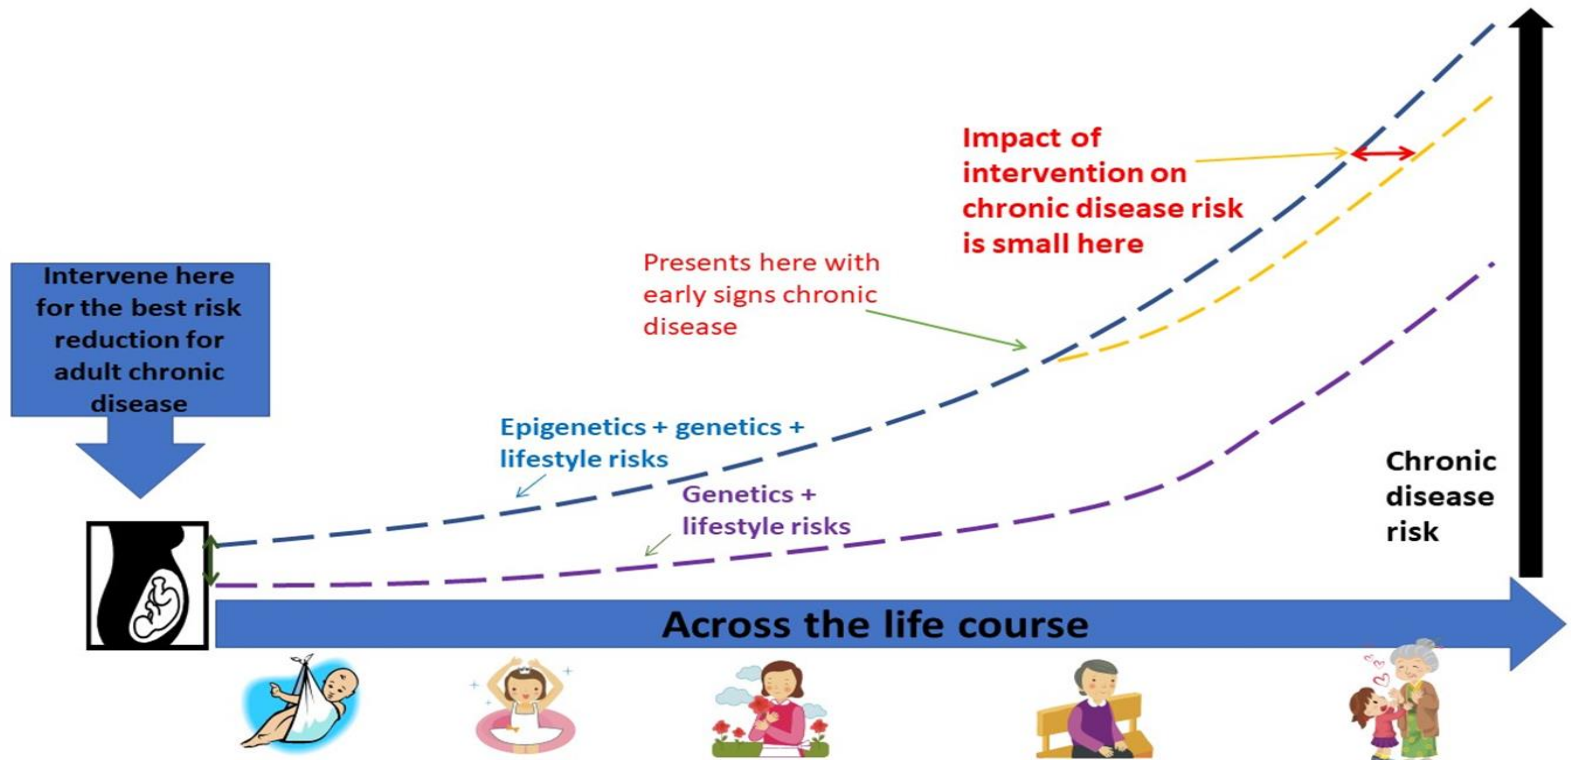 Intervene here
for the best risk
reduction for
adult chronic
disease
Impact of
intervention on
chronic disease risk
is small here
Presents here with
early signs chronic
disease
Epigenetics + genetics +
lifestyle risks
Genetics +
lifestyle risks
Chronic
disease
risk
Across the life course